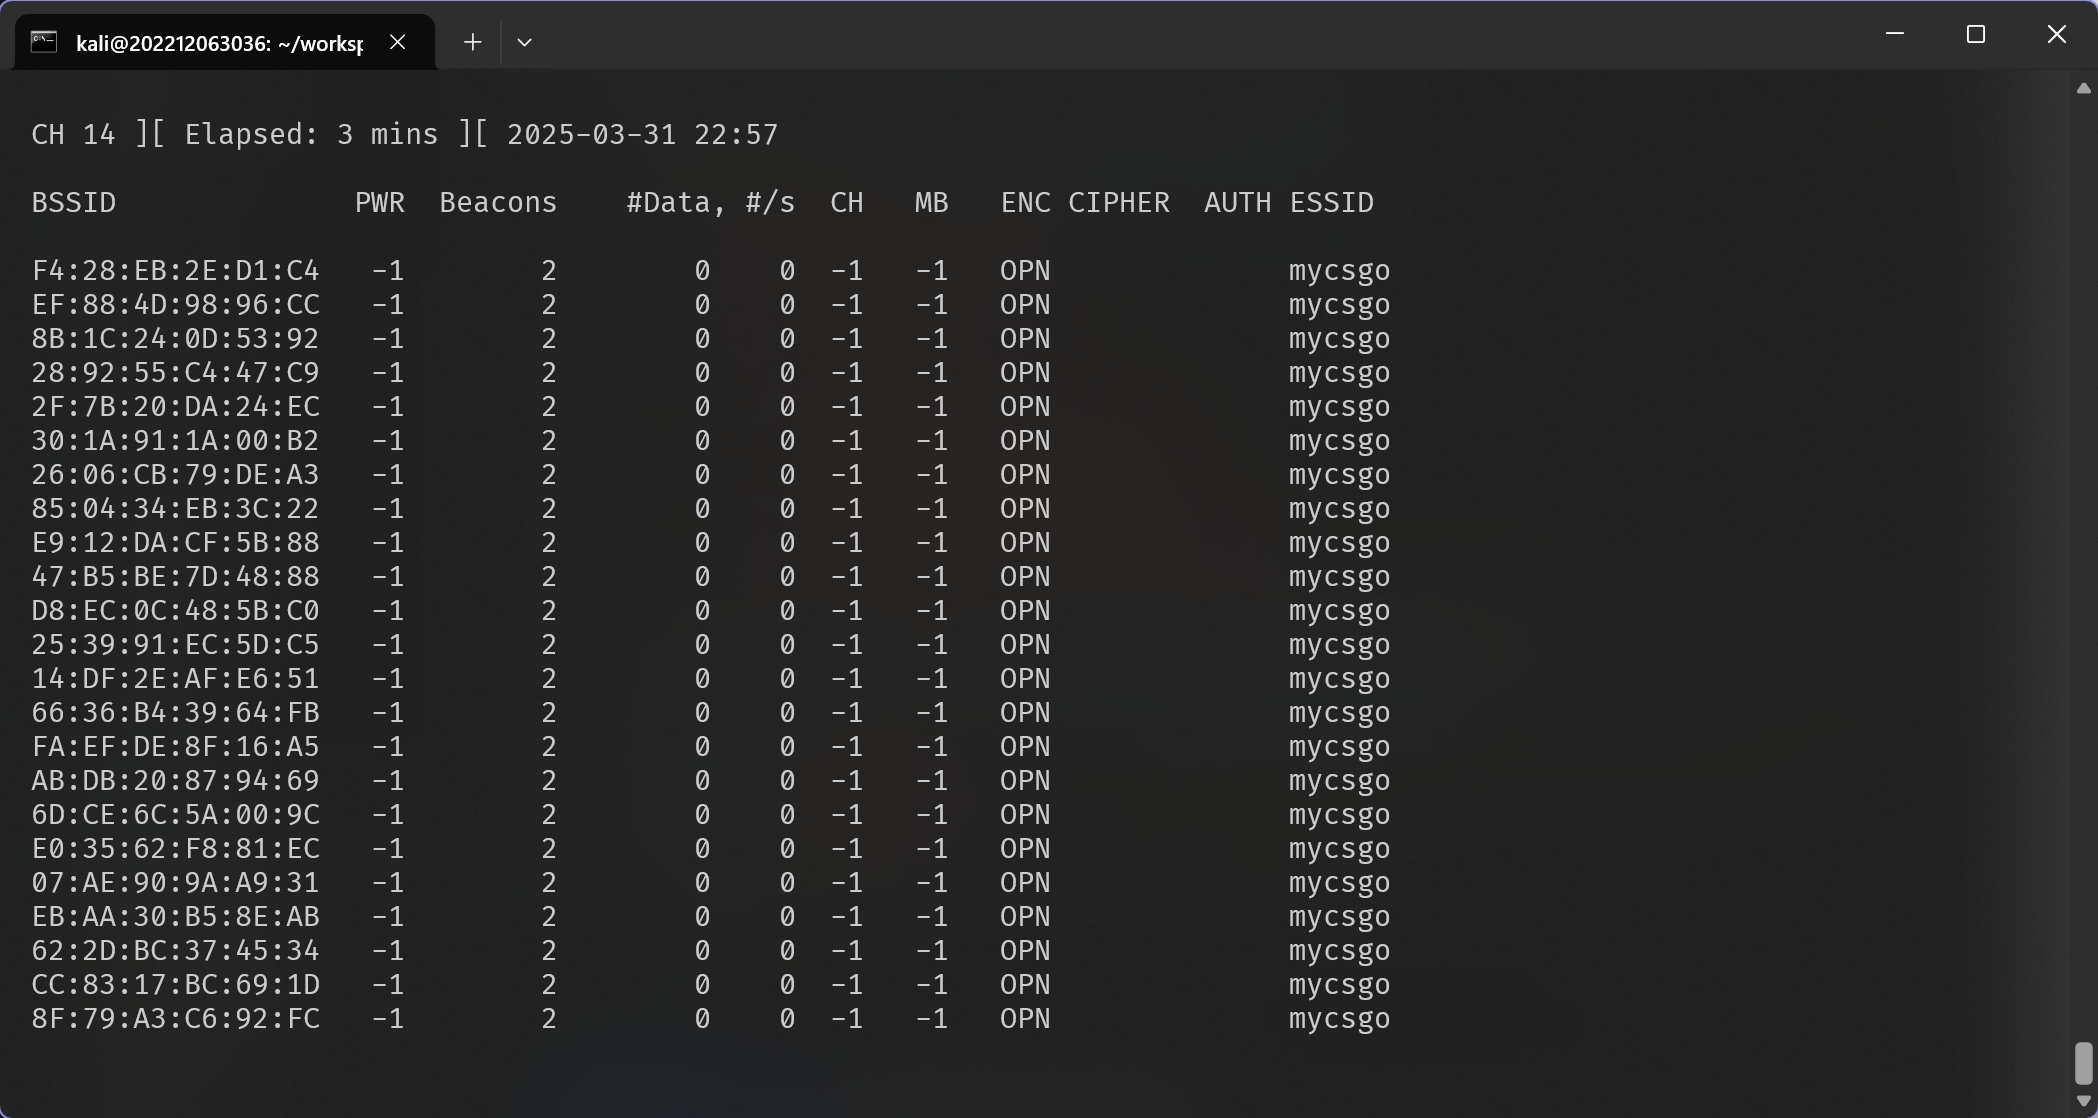 kali@202212063036: ~/worksp
CH 14 ][ Elapsed: 3 mins ][ 2025-03-31 22:57
BSSID PWR Beacons #Data, #/s CH MB ENC CIPHER AUTH ESSID
F4:28:EB:2E:D1:C4 -1 2 0 0 -1 -1 OPN mycsgo
EF:88:4D:98:96:CC -1 2 0 0 -1 -1 OPN mycsgo
8B:1C:24:0D:53:92 -1 2 0 0 -1 -1 OPN mycsgo
28:92:55:C4:47:C9 -1 2 0 0 -1 -1 OPN mycsgo
2F:7B:20:DA:24:EC -1 2 0 0 -1 -1 OPN mycsgo
30:1A:91:1A:00:B2 -1 2 0 0 -1 -1 OPN mycsgo
26:06:CB:79:DE:A3 -1 2 0 0 -1 -1 OPN mycsgo
85:04:34:EB:3C:22 -1 2 0 0 -1 -1 OPN mycsgo
E9:12:DA:CF:5B:88 -1 2 0 0 -1 -1 OPN mycsgo
47:B5:BE:7D:48:88 -1 2 0 0 -1 -1 OPN mycsgo
D8:EC:0C:48:5B:C0 -1 2 0 0 -1 -1 OPN mycsgo
25:39:91:EC:5D:C5 -1 2 0 0 -1 -1 OPN mycsgo
14:DF:2E:AF:E6:51 -1 2 0 0 -1 -1 OPN mycsgo
66:36:B4:39:64:FB -1 2 0 0 -1 -1 OPN mycsgo
FA:EF:DE:8F:16:A5 -1 2 0 0 -1 -1 OPN mycsgo
AB:DB:20:87:94:69 -1 2 0 0 -1 -1 OPN mycsgo
6D:CE:6C:5A:00:9C -1 2 0 0 -1 -1 OPN mycsgo
E0:35:62:F8:81:EC -1 2 0 0 -1 -1 OPN mycsgo
07:AE:90:9A:A9:31 -1 2 0 0 -1 -1 OPN mycsgo
EB:AA:30:B5:8E:AB -1 2 0 0 -1 -1 OPN mycsgo
62:2D:BC:37:45:34 -1 2 0 0 -1 -1 OPN mycsgo
CC:83:17:BC:69:1D -1 2 0 0 -1 -1 OPN mycsgo
8F:79:A3:C6:92:FC -1 2 0 0 -1 -1 OPN mycsgo